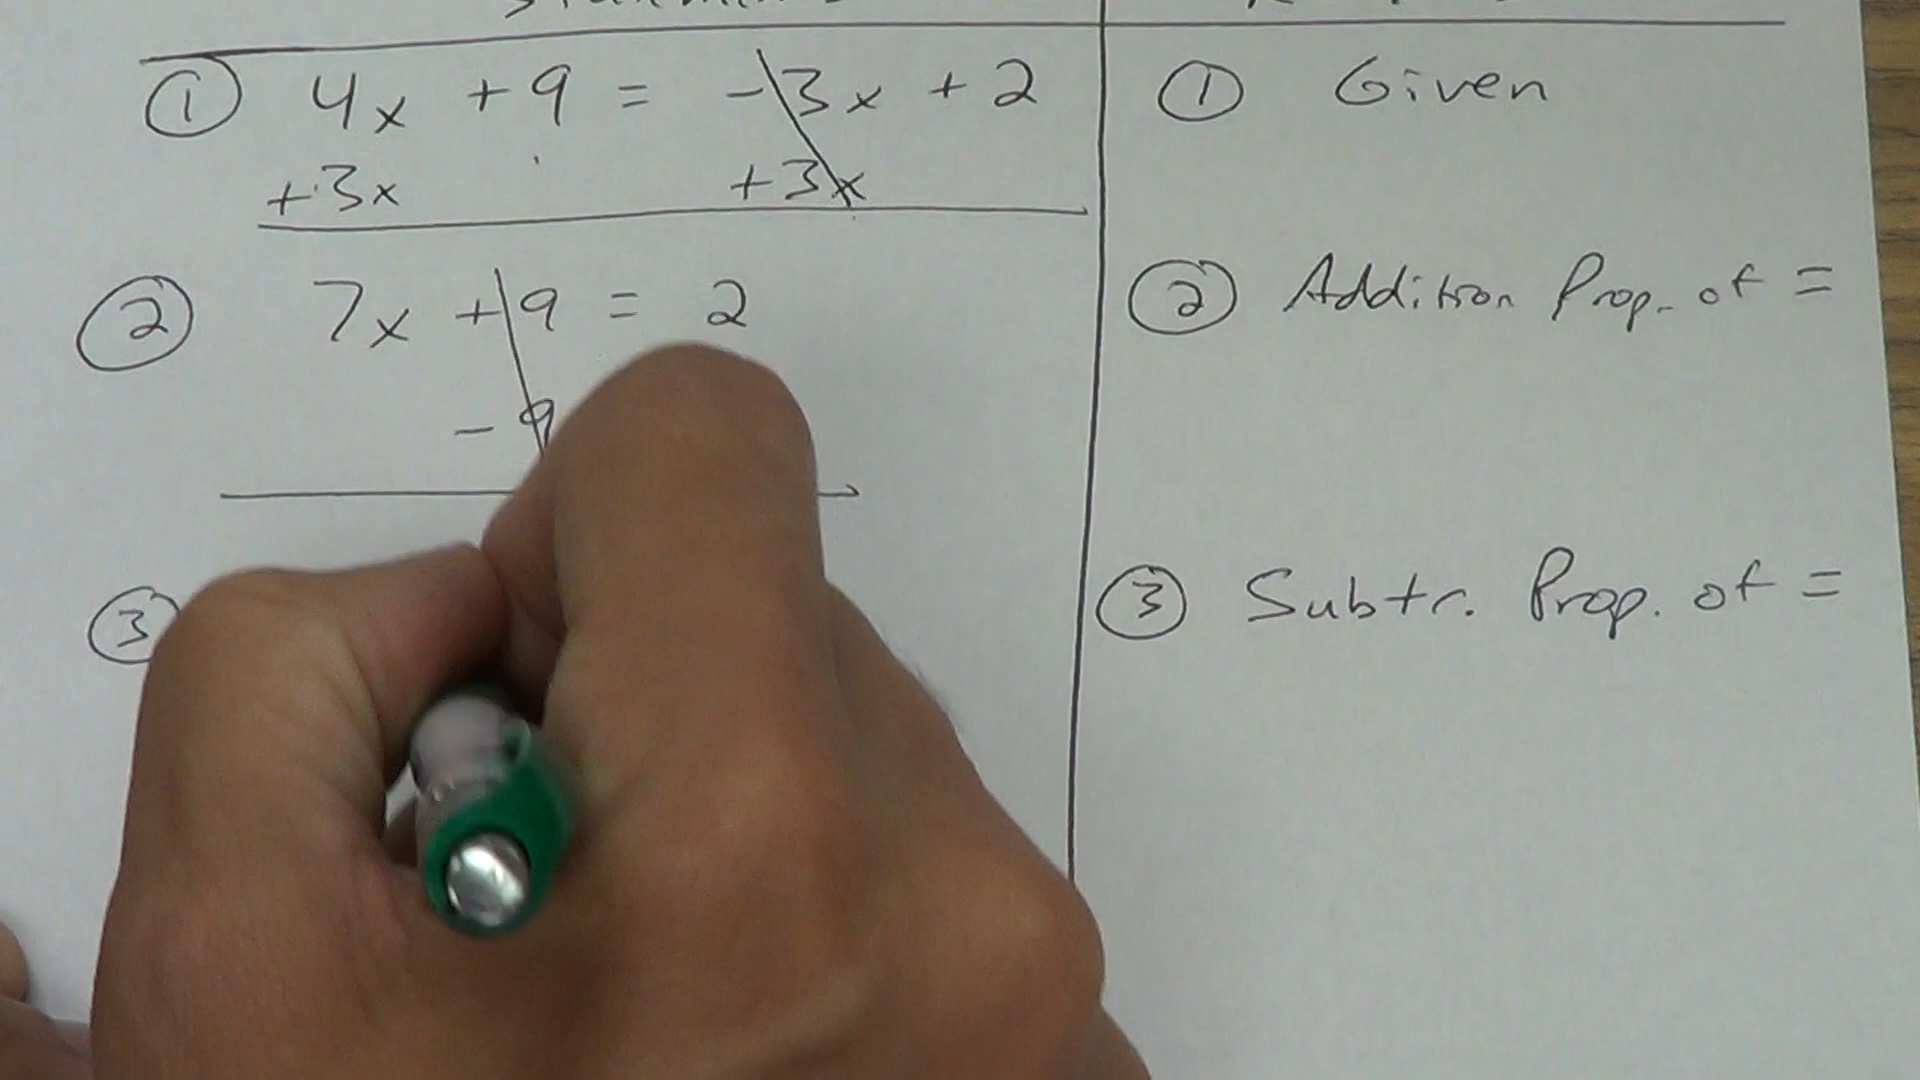 ① 4x + 9 = -3x + 2 ① Given
+3x +3x
② 7x + 9 = 2 ② Addition Prop. of =
- 9
③ ③ Subtr. Prop. of =